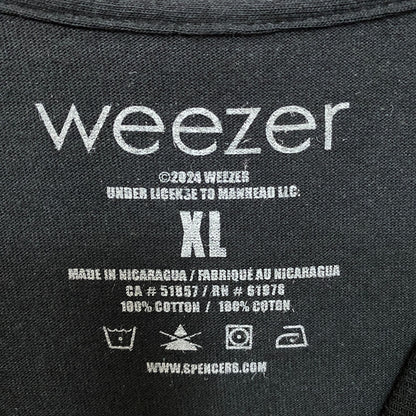 weezer
©2024 WEEZER
UNDER LICENSE TO MANHEAD LLC.
XL
MADE IN NICARAGUA / FABRIQUÉ AU NICARAGUA
CA # 51857 / RN # 61976
100% COTTON / 100% COTON
WWW.SPENCERS.COM